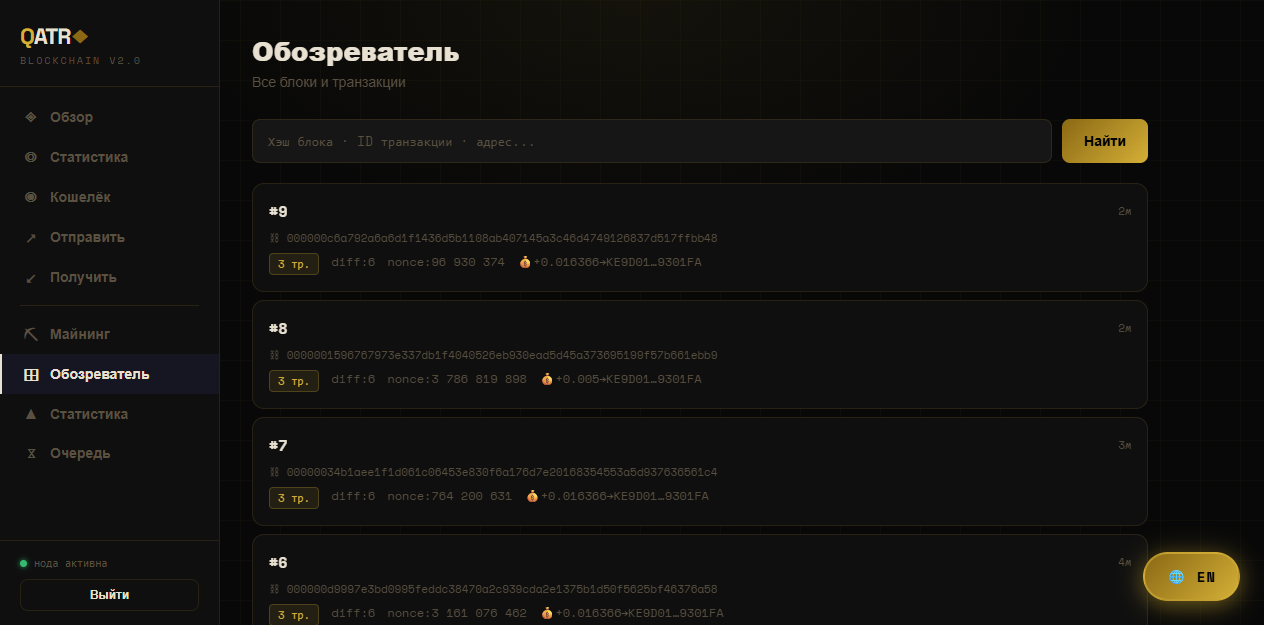 QATR
BLOCKCHAIN V2.0
Обзор
Статистика
Кошелёк
Отправить
Получить
Майнинг
Обозреватель
Статистика
Очередь
нода активна
Выйти
Обозреватель
Все блоки и транзакции
Хэш блока · ID транзакции · адрес...
Найти
#9 2м
000000c6a792a6a6d1f1436d5b1108ab407145a3c46d4749126837d517ffbb48
3 тр. diff:6 nonce:96 930 374 +0.016366→KE9D01…9301FA
#8 2м
0000001596767973e337db1f4040526eb930ead5d45a373695199f57b661ebb9
3 тр. diff:6 nonce:3 786 819 898 +0.005→KE9D01…9301FA
#7 3м
00000034b1aee1f1d061c06453e830f6a176d7e20168354553a5d937636561c4
3 тр. diff:6 nonce:764 200 631 +0.016366→KE9D01…9301FA
#6 4м
000000d9997e3bd0995feddc38470a2c939cda2e1375b1d50f5625bf46376a58
3 тр. diff:6 nonce:3 161 076 462 +0.016366→KE9D01…9301FA
EN